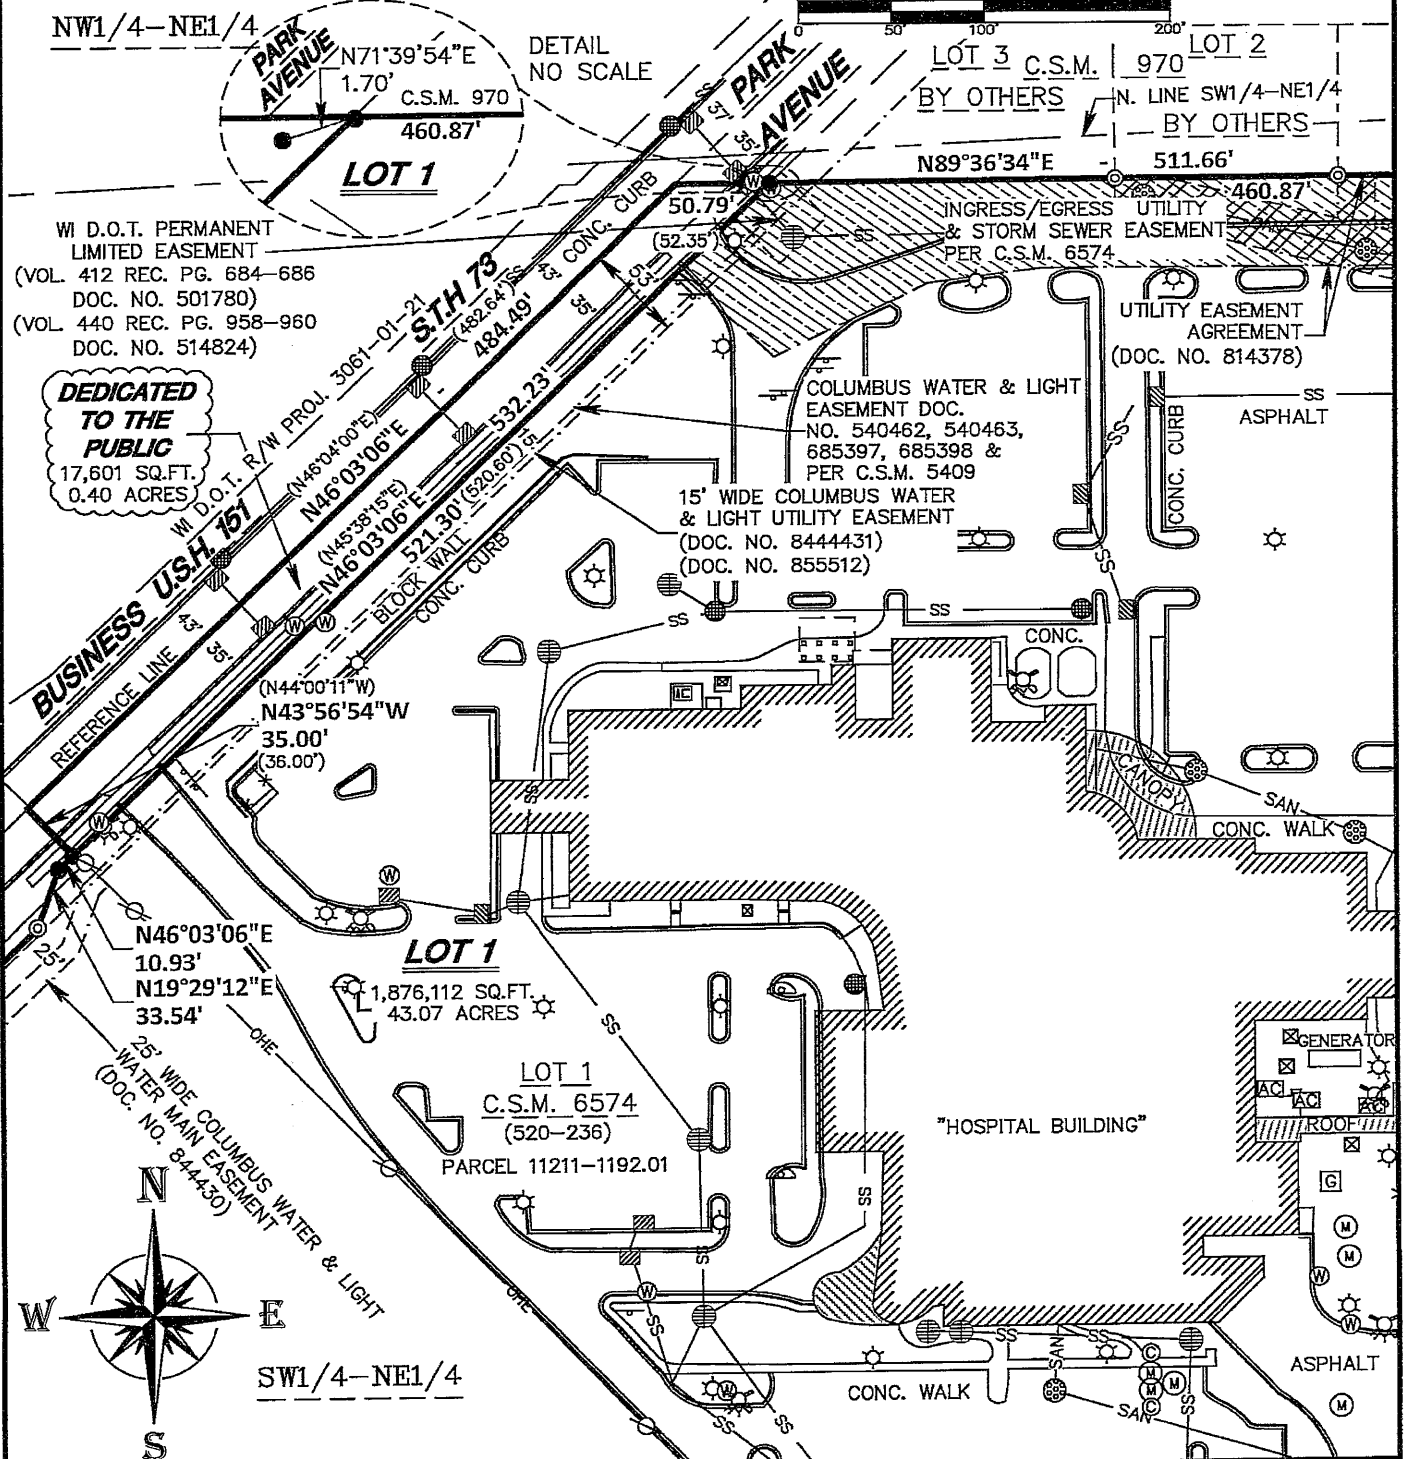 NW1/4-NE1/4
PARK
AVENUE
N71°39'54"E
1.70'
C.S.M. 970
460.87'
LOT 1
DETAIL
NO SCALE
0 50' 100' 200'
LOT 3 C.S.M. 970 LOT 2
BY OTHERS
N. LINE SW1/4-NE1/4
BY OTHERS
SS
37'
35'
PARK
AVENUE
N89°36'34"E - 511.66'
460.87'
50.79'
(52.35')
INGRESS/EGRESS UTILITY
& STORM SEWER EASEMENT
PER C.S.M. 6574
SS
WI D.O.T. PERMANENT
LIMITED EASEMENT
(VOL. 412 REC. PG. 684-686
DOC. NO. 501780)
(VOL. 440 REC. PG. 958-960
DOC. NO. 514824)
UTILITY EASEMENT
AGREEMENT
(DOC. NO. 814378)
DEDICATED
TO THE
PUBLIC
17,601 SQ.FT.
0.40 ACRES
WI D.O.T. R/W PROJ. 3061-01-21
S.T.H 73
SS
(482.64')
484.49'
43'
CONC. CURB
35'
55'
532.23'
(N46°04'00"E)
N46°03'06"E
(N45°38'15"E)
N46°03'06"E
521.30' (520.60')
15'
BLOCK WALL
CONC. CURB
COLUMBUS WATER & LIGHT
EASEMENT DOC.
NO. 540462, 540463,
685397, 685398 &
PER C.S.M. 5409
15' WIDE COLUMBUS WATER
& LIGHT UTILITY EASEMENT
(DOC. NO. 8444431)
(DOC. NO. 855512)
SS
ASPHALT
CONC. CURB
SS
SS
BUSINESS U.S.H. 151
43'
35'
REFERENCE LINE
(N44°00'11"W)
N43°56'54"W
35.00'
(36.00')
W
W
SS
SS
CONC.
AC
SS
CANOPY
SAN
CONC. WALK
W
W
N46°03'06"E
10.93'
N19°29'12"E
33.54'
25'
LOT 1
1,876,112 SQ.FT.
43.07 ACRES
OHE
SS
25' WIDE COLUMBUS WATER & LIGHT
WATER MAIN EASEMENT
(DOC. NO. 844430)
LOT 1
C.S.M. 6574
(520-236)
PARCEL 11211-1192.01
"HOSPITAL BUILDING"
GENERATOR
AC
AC
AC
ROOF
G
SS
M
M
W
W
SS
OHE
W
SS
N
W E
S
SW1/4-NE1/4
SS
SAN
SS
C
M
M
C
M
SS
ASPHALT
CONC. WALK
W
SAN
M
SS
SS